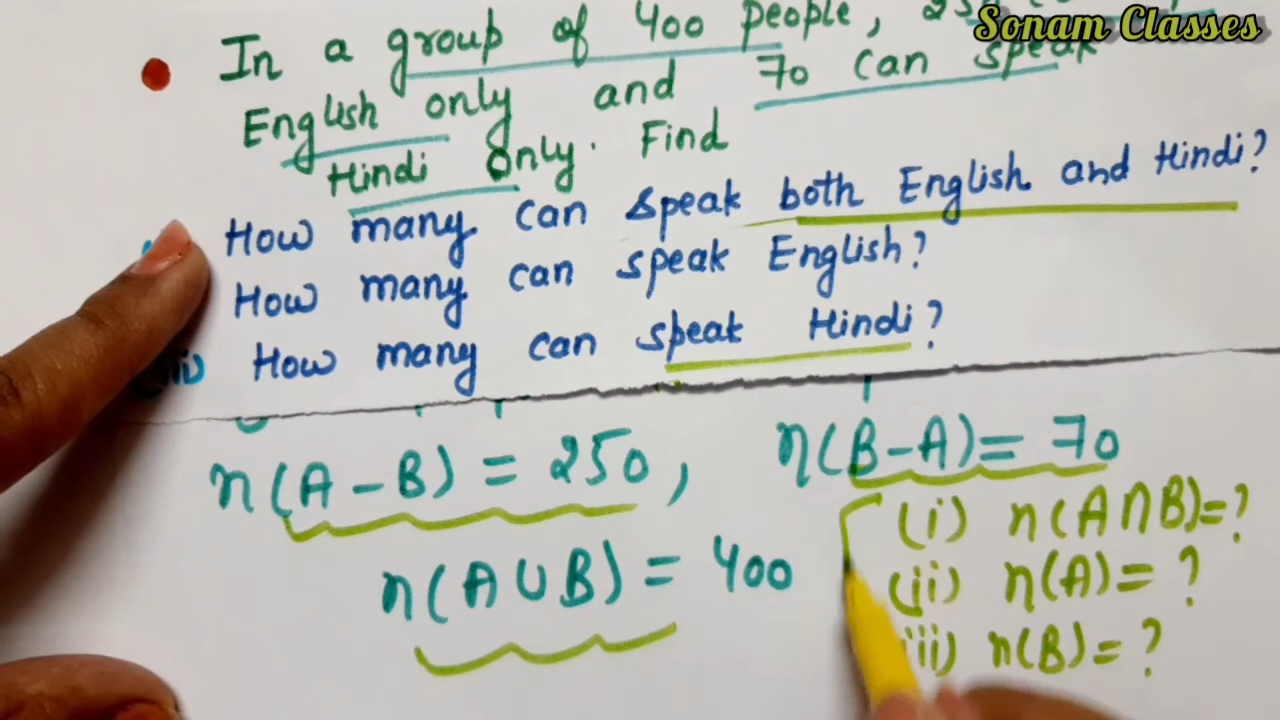 Sonam Classes
In a group of 400 people,
English only and 70 can speak
Hindi only. Find
How many can speak both English and Hindi?
How many can speak English?
How many can speak Hindi?
n(A-B) = 250, n(B-A) = 70
n(A∪B) = 400
(i) n(A∩B)=?
(ii) n(A)= ?
iii) n(B)= ?